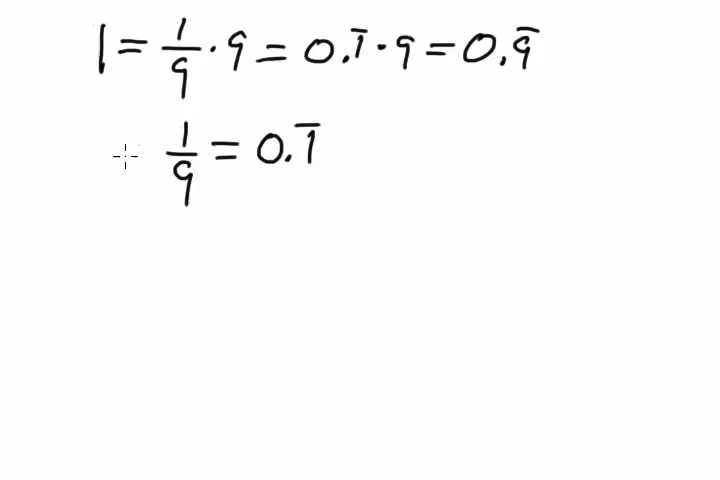 1 = 1/9 · 9 = 0.1̅ · 9 = 0.9̅
1/9 = 0.1̅